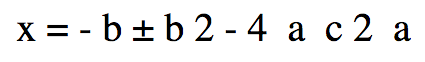 x = - b ± b 2 - 4 a c 2 a